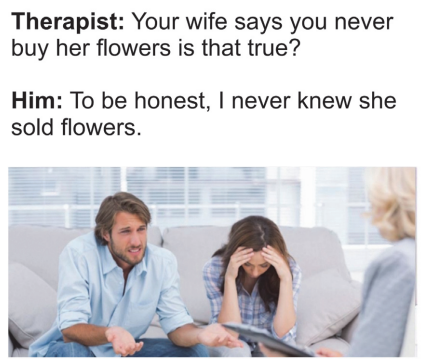 Therapist: Your wife says you never
buy her flowers is that true?
Him: To be honest, I never knew she
sold flowers.